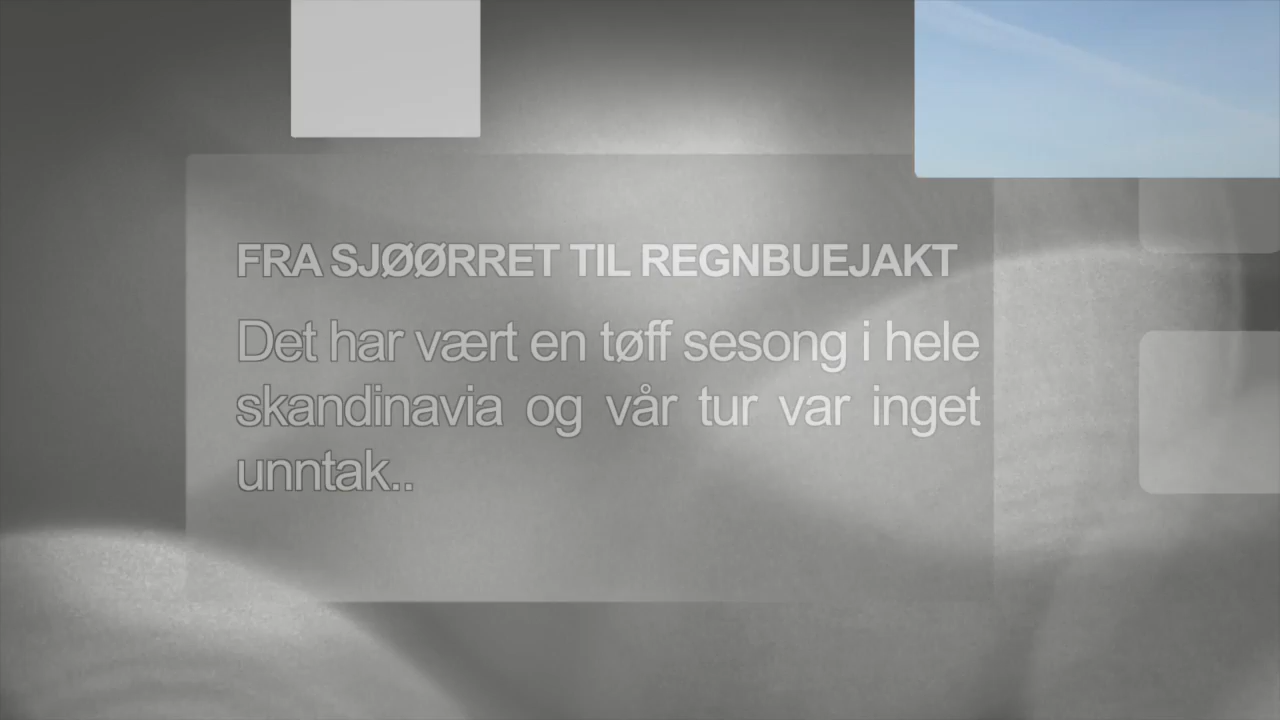 FRA SJØØRRET TIL REGNBUEJAKT
Det har vært en tøff sesong i hele
skandinavia og vår tur var inget
unntak..